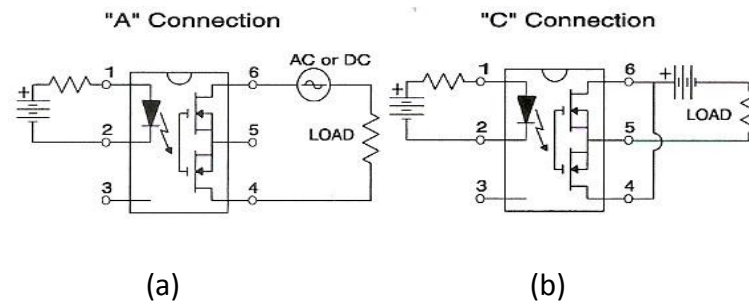 "A" Connection
"C" Connection
AC or DC
+
1
6
2
5
LOAD
3
4
+
1
6
+
2
5
LOAD
3
4
(a)
(b)